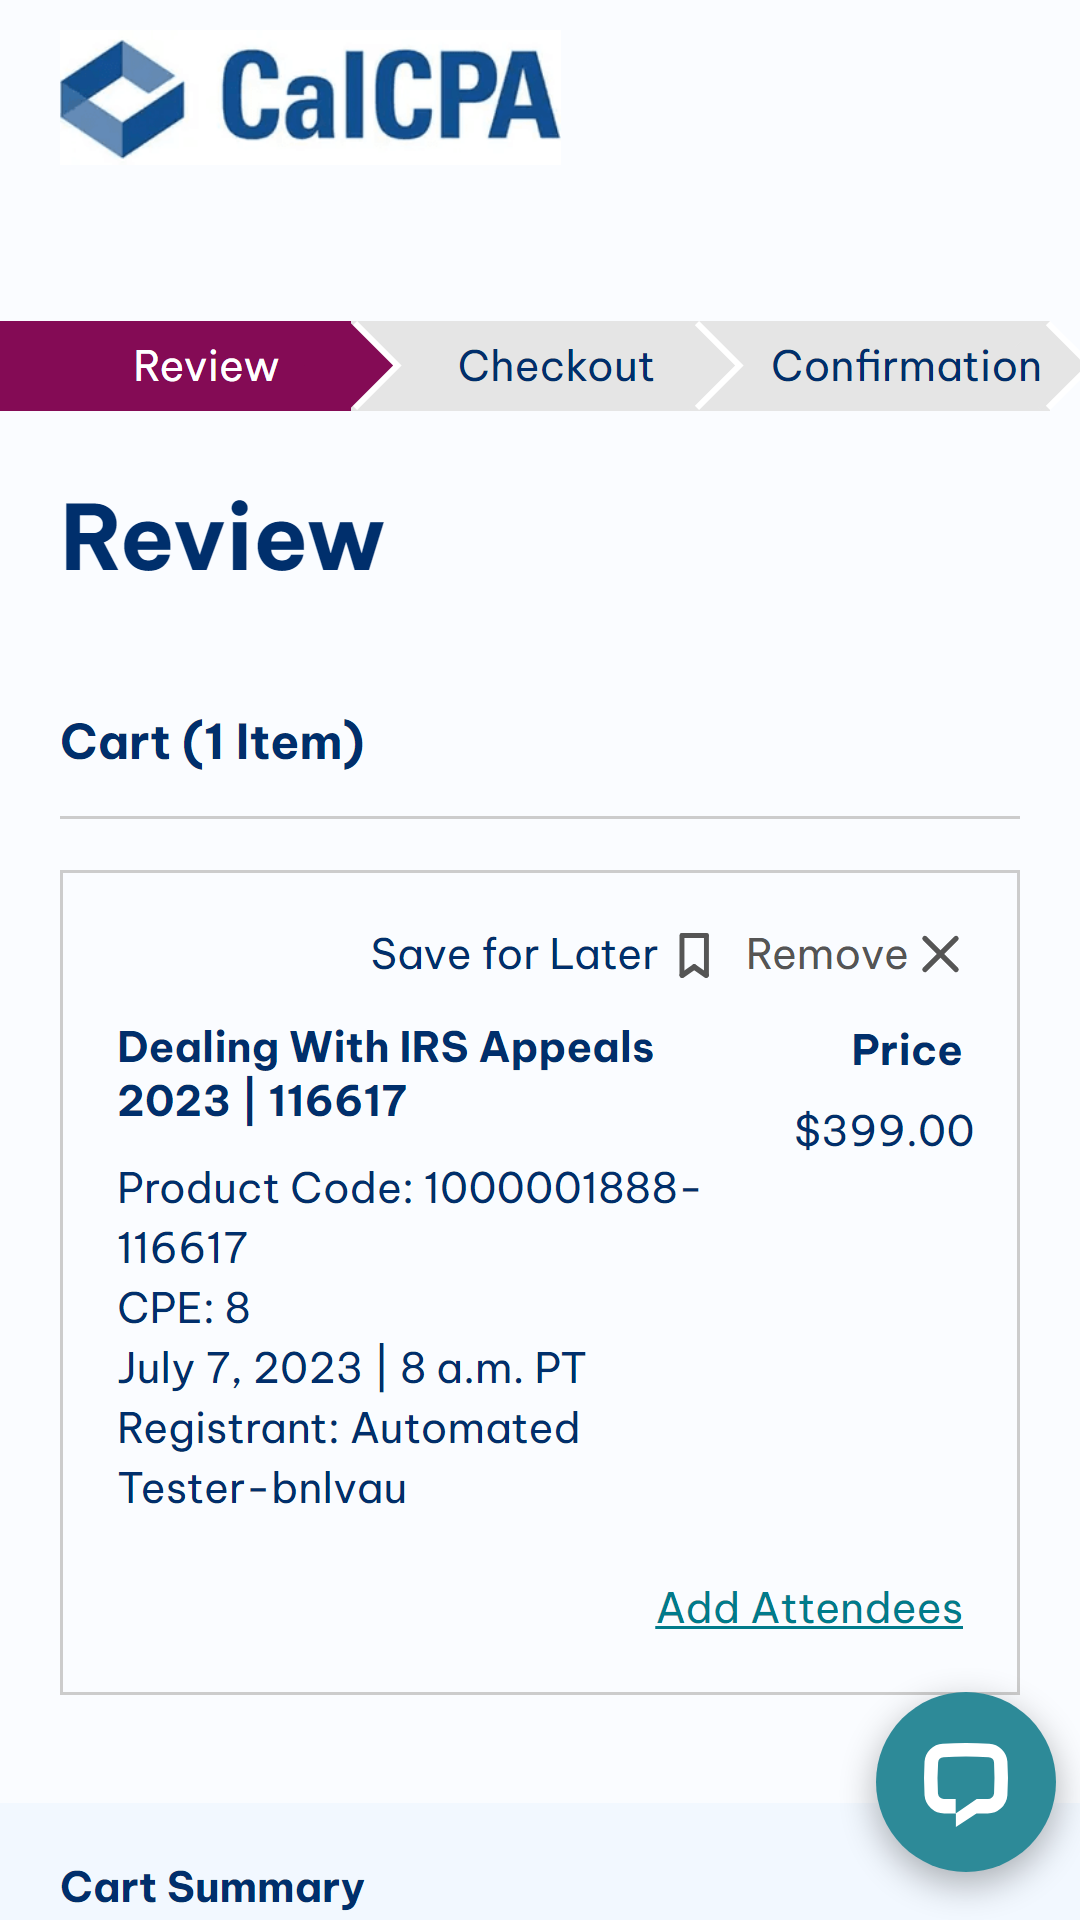 CalCPA
Review
Checkout
Confirmation
Review
Cart (1 Item)
Save for Later
Remove
Dealing With IRS Appeals
2023 | 116617
Price
$399.00
Product Code: 1000001888-
116617
CPE: 8
July 7, 2023 | 8 a.m. PT
Registrant: Automated
Tester-bnlvau
Add Attendees
Cart Summary